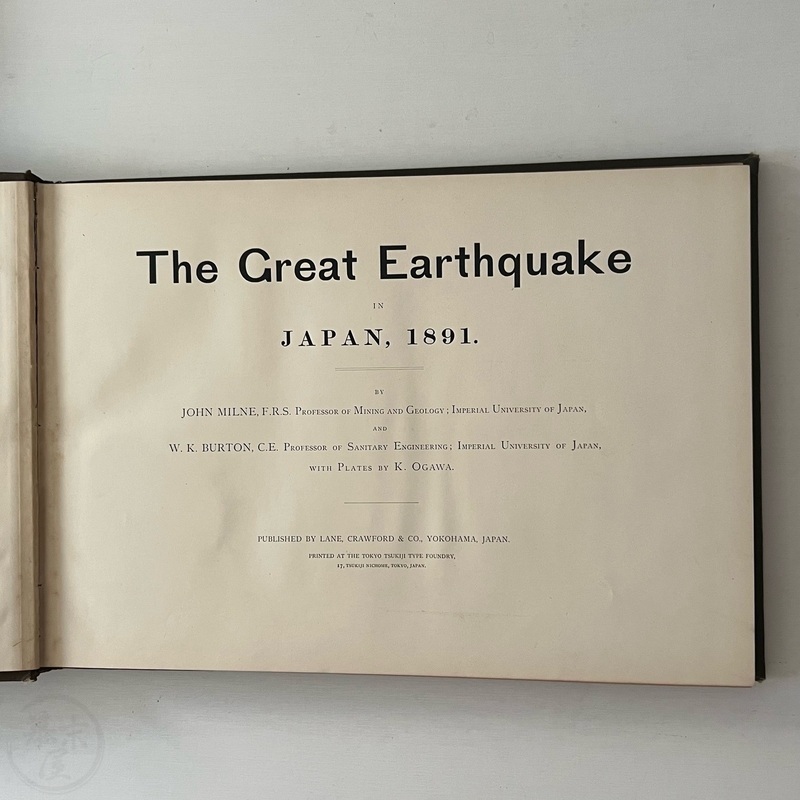 The Great Earthquake
IN
JAPAN, 1891.
BY
JOHN MILNE, F.R.S. PROFESSOR OF MINING AND GEOLOGY; IMPERIAL UNIVERSITY OF JAPAN,
AND
W. K. BURTON, C.E. PROFESSOR OF SANITARY ENGINEERING; IMPERIAL UNIVERSITY OF JAPAN,
WITH PLATES BY K. OGAWA.
PUBLISHED BY LANE, CRAWFORD & CO., YOKOHAMA, JAPAN.
PRINTED AT THE TOKYO TSUKIJI TYPE FOUNDRY,
17, TSUKIJI NICHOME, TOKYO, JAPAN.